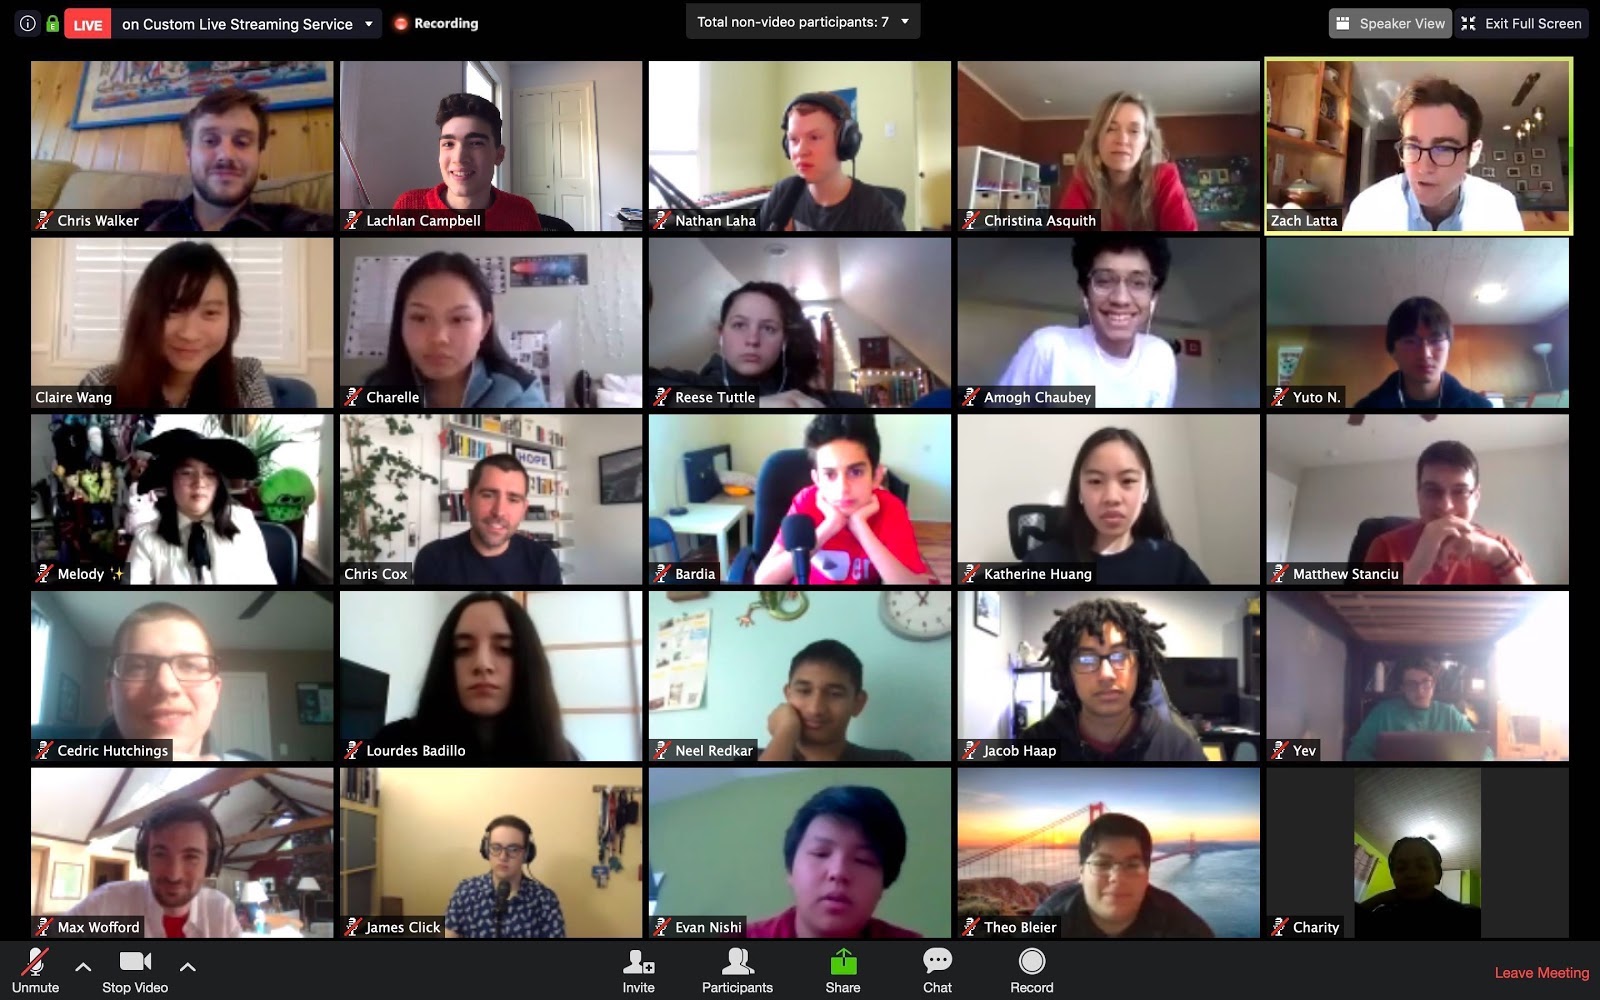 LIVE on Custom Live Streaming Service
Recording
Total non-video participants: 7
Speaker View
Exit Full Screen
Chris Walker
Lachlan Campbell
Nathan Laha
Christina Asquith
Zach Latta
Claire Wang
Charelle
Reese Tuttle
Amogh Chaubey
Yuto N.
HOPE
Melody ✨
Chris Cox
Bardia
Katherine Huang
Matthew Stanciu
Cedric Hutchings
Lourdes Badillo
Neel Redkar
Jacob Haap
Yev
Max Wofford
James Click
Evan Nishi
Theo Bleier
Charity
Unmute
Stop Video
Invite
Participants
Share
Chat
Record
Leave Meeting